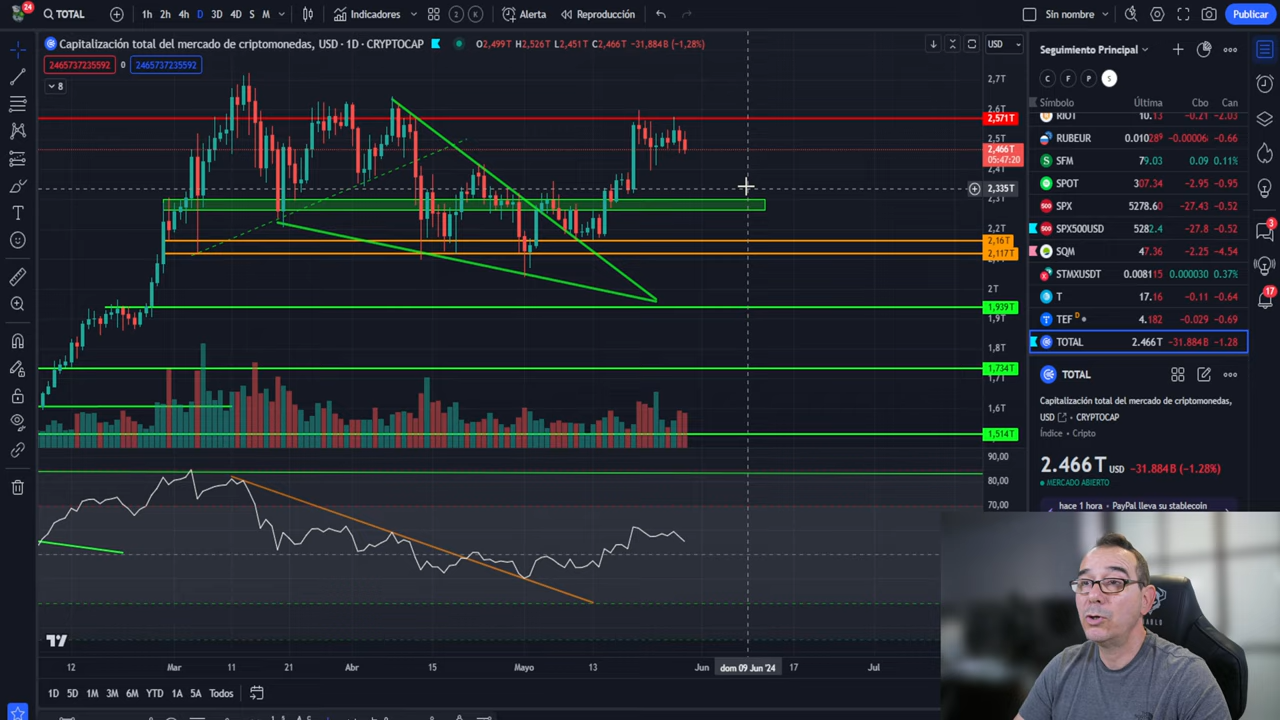 24
TOTAL
1h 2h 4h D 3D 4D S M
Indicadores
2
K
Alerta
Reproducción
Sin nombre
Publicar
Capitalización total del mercado de criptomonedas, USD · 1D · CRYPTOCAP
O2,499T H2,526T L2,451T C2,466T -31,884B (-1,28%)
USD
2465737235592 0 2465737235592
8
2,7T
2,6T
2,571T
2,5T
2,466T
05:47:20
2,4T
2,335T
2,3T
2,2T
2,16T
2,117T
2T
1,939T
1,9T
1,8T
1,734T
1,7T
1,6T
1,514T
90,00
80,00
70,00
12 Mar 11 21 Abr 15 Mayo 13 Jun dom 09 Jun '24 17 Jul
1D 5D 1M 3M 6M YTD 1A 5A Todos
Seguimiento Principal
C F P S
Símbolo Última Cbo Can
RIOT 10.13 -0.21 -2.03
RUBEUR 0.01028⁹ -0.00006 -0.66
SFM 79.03 0.09 0.11%
SPOT 307.34 -2.95 -0.95
SPX 5278.60 -27.43 -0.52
SPX500USD 5282.4 -27.8 -0.52
SQM 47.36 -2.25 -4.54
STMXUSDT 0.008115 0.000030 0.37%
T 17.16 -0.11 -0.64
TEF D 4.182 -0.029 -0.69
TOTAL 2.466T -31.884B -1.28
TOTAL
Capitalización total del mercado de criptomonedas,
USD · CRYPTOCAP
Índice · Cripto
2.466T USD -31.884B (-1.28%)
MERCADO ABIERTO
hace 1 hora · PayPal lleva su stablecoin
3
17